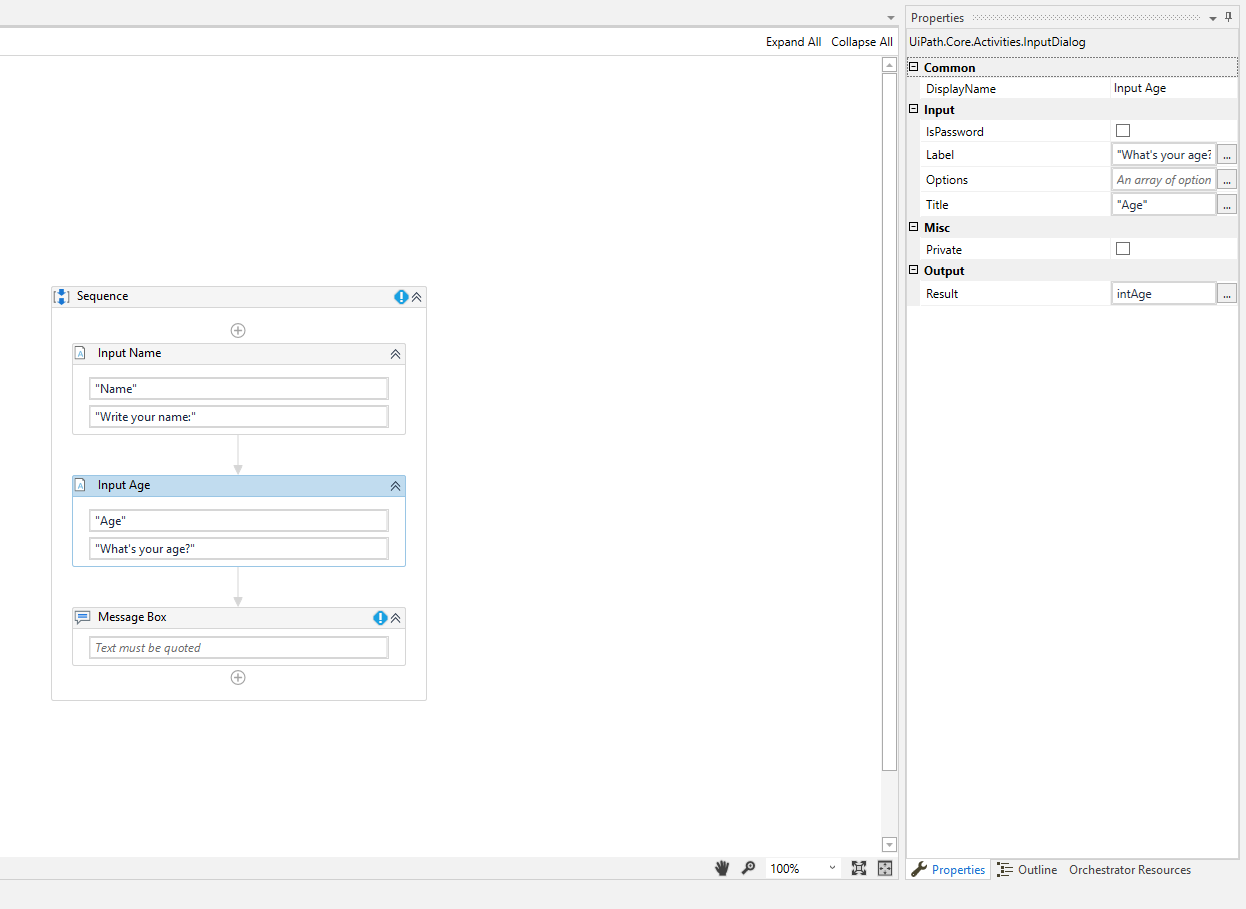 Expand All Collapse All
Sequence
Input Name
"Name"
"Write your name:"
Input Age
"Age"
"What's your age?"
Message Box
Text must be quoted
100%
Properties
UiPath.Core.Activities.InputDialog
Common
DisplayName Input Age
Input
IsPassword
Label "What's your age? ...
Options An array of option ...
Title "Age" ...
Misc
Private
Output
Result intAge ...
Properties Outline Orchestrator Resources